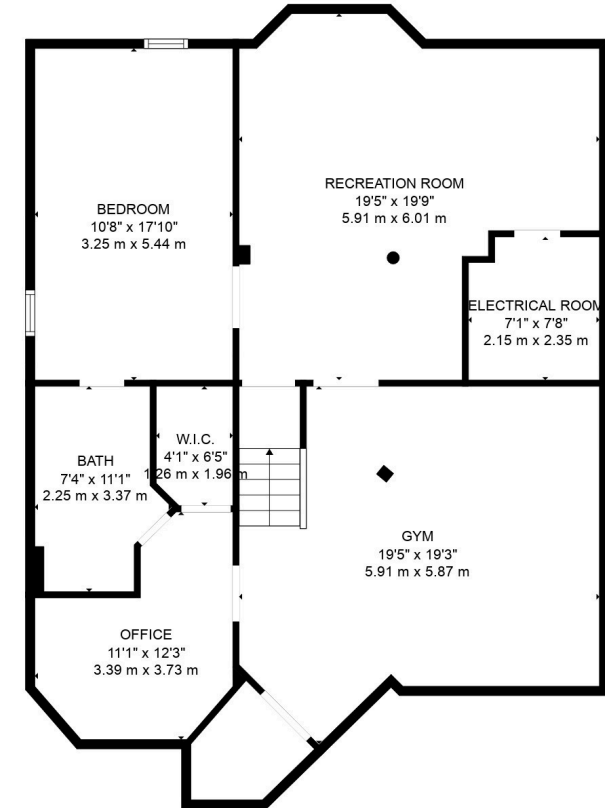 RECREATION ROOM
19'5" x 19'9"
5.91 m x 6.01 m
BEDROOM
10'8" x 17'10"
3.25 m x 5.44 m
ELECTRICAL ROOM
7'1" x 7'8"
2.15 m x 2.35 m
W.I.C.
4'1" x 6'5"
1.26 m x 1.96 m
BATH
7'4" x 11'1"
2.25 m x 3.37 m
GYM
19'5" x 19'3"
5.91 m x 5.87 m
OFFICE
11'1" x 12'3"
3.39 m x 3.73 m